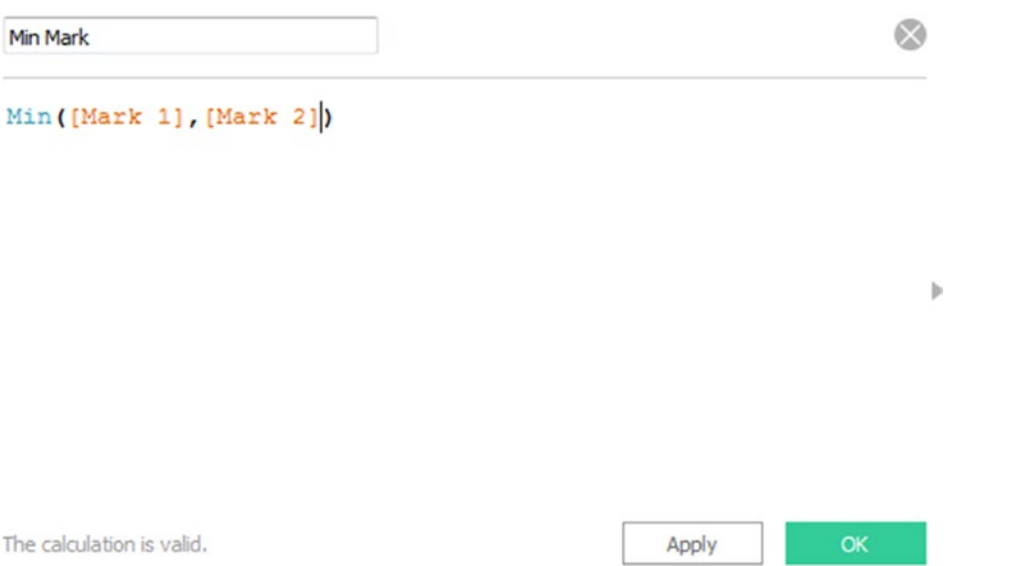 Min Mark
Min([Mark 1],[Mark 2])
The calculation is valid.
Apply
OK